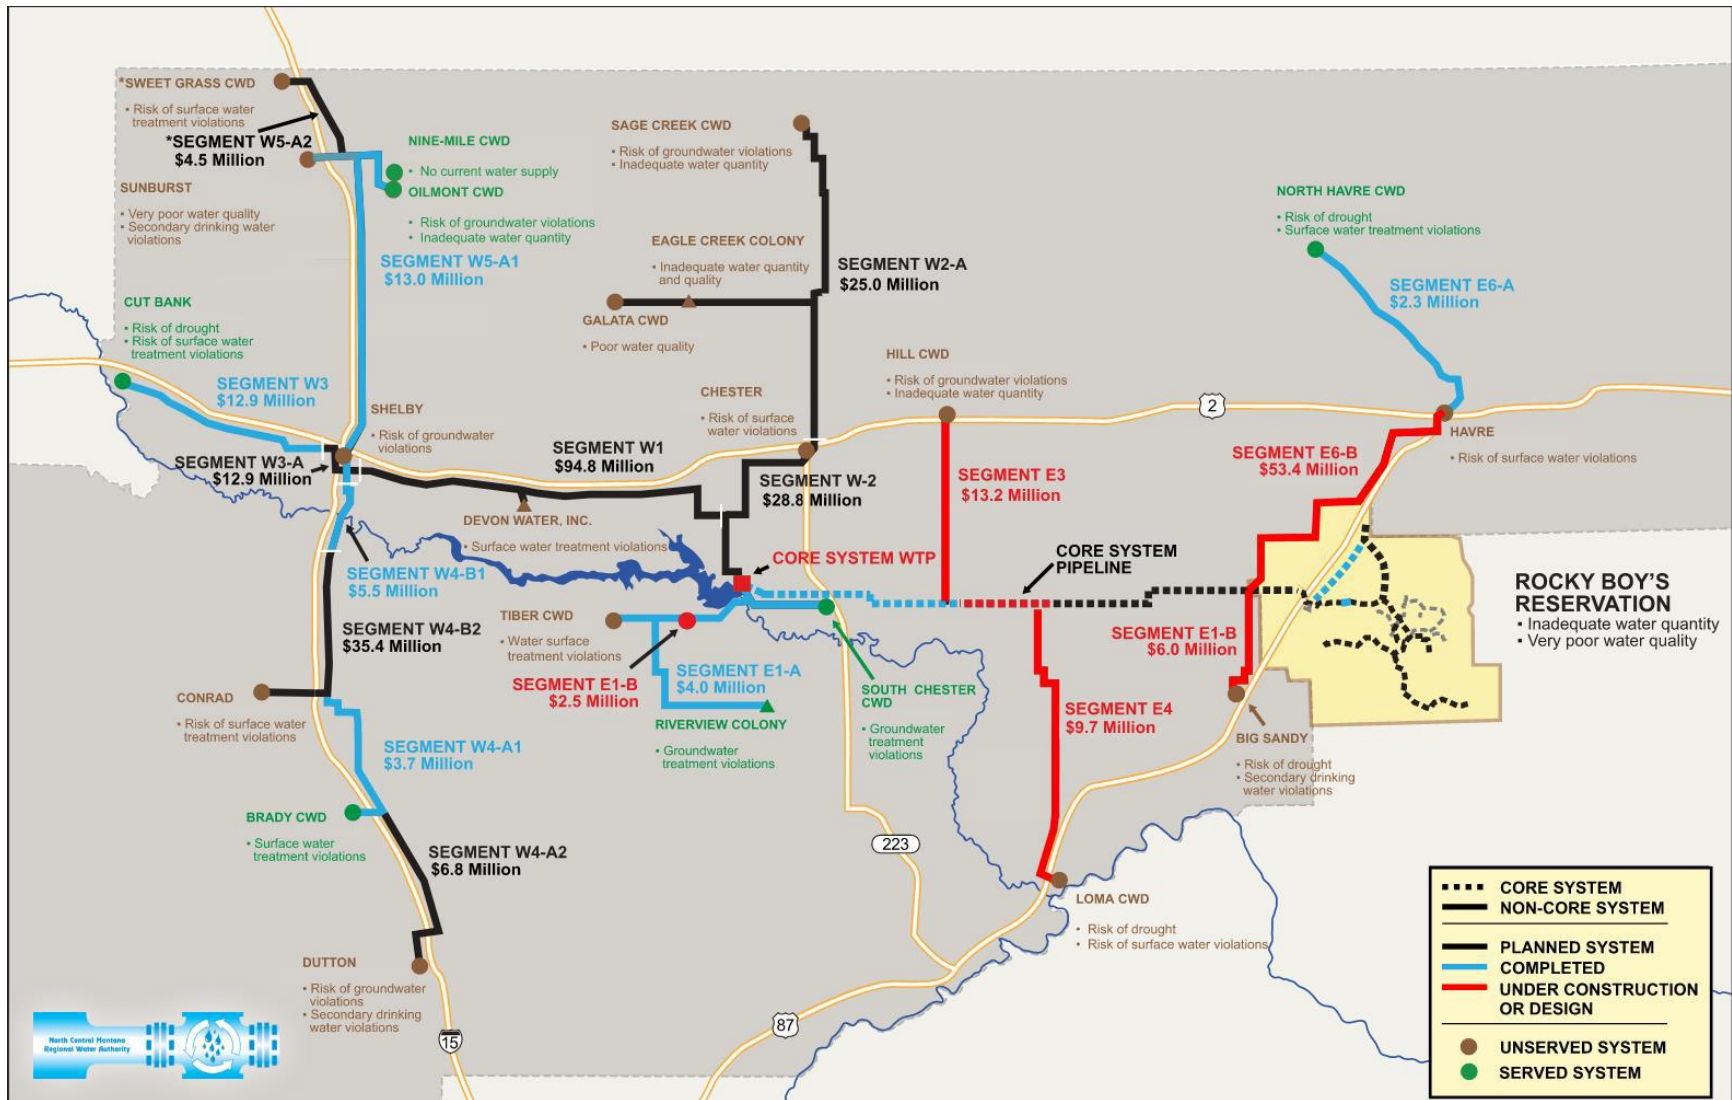 *SWEET GRASS CWD
• Risk of surface water
treatment violations
*SEGMENT W5-A2
$4.5 Million
SUNBURST
• Very poor water quality
• Secondary drinking water
violations
NINE-MILE CWD
• No current water supply
OILMONT CWD
• Risk of groundwater violations
• Inadequate water quantity
SEGMENT W5-A1
$13.0 Million
CUT BANK
• Risk of drought
• Risk of surface water
treatment violations
SEGMENT W3
$12.9 Million
SHELBY
• Risk of groundwater
violations
SEGMENT W3-A
$12.9 Million
SAGE CREEK CWD
• Risk of groundwater violations
• Inadequate water quantity
EAGLE CREEK COLONY
• Inadequate water quantity
and quality
SEGMENT W2-A
$25.0 Million
GALATA CWD
• Poor water quality
CHESTER
• Risk of surface
water violations
HILL CWD
• Risk of groundwater violations
• Inadequate water quantity
NORTH HAVRE CWD
• Risk of drought
• Surface water treatment violations
SEGMENT E6-A
$2.3 Million
2
HAVRE
• Risk of surface water violations
SEGMENT E6-B
$53.4 Million
SEGMENT W1
$94.8 Million
SEGMENT W-2
$28.8 Million
SEGMENT E3
$13.2 Million
DEVON WATER, INC.
• Surface water treatment violations
CORE SYSTEM WTP
CORE SYSTEM
PIPELINE
ROCKY BOY'S
RESERVATION
• Inadequate water quantity
• Very poor water quality
SEGMENT W4-B1
$5.5 Million
SEGMENT W4-B2
$35.4 Million
TIBER CWD
• Water surface
treatment violations
SEGMENT E1-B
$2.5 Million
SEGMENT E1-A
$4.0 Million
RIVERVIEW COLONY
• Groundwater
treatment violations
SOUTH CHESTER
CWD
• Groundwater
treatment
violations
SEGMENT E1-B
$6.0 Million
SEGMENT E4
$9.7 Million
BIG SANDY
• Risk of drought
• Secondary drinking
water violations
CONRAD
• Risk of surface water
treatment violations
SEGMENT W4-A1
$3.7 Million
BRADY CWD
• Surface water
treatment violations
SEGMENT W4-A2
$6.8 Million
223
LOMA CWD
• Risk of drought
• Risk of surface water violations
DUTTON
• Risk of groundwater
violations
• Secondary drinking
water violations
87
15
North Central Montana
Regional Water Authority
CORE SYSTEM
NON-CORE SYSTEM
PLANNED SYSTEM
COMPLETED
UNDER CONSTRUCTION
OR DESIGN
UNSERVED SYSTEM
SERVED SYSTEM